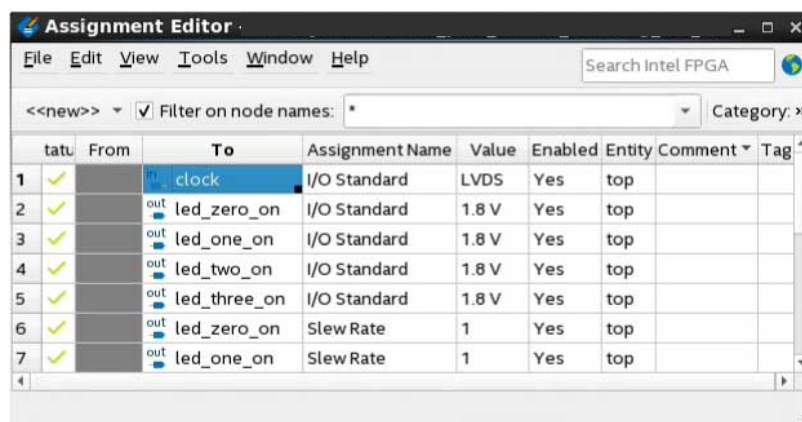 Assignment Editor
File Edit View Tools Window Help
Search Intel FPGA
<<new>> Filter on node names: * Category:
tatu From To Assignment Name Value Enabled Entity Comment Tag
1 in clock I/O Standard LVDS Yes top
2 out led_zero_on I/O Standard 1.8 V Yes top
3 out led_one_on I/O Standard 1.8 V Yes top
4 out led_two_on I/O Standard 1.8 V Yes top
5 out led_three_on I/O Standard 1.8 V Yes top
6 out led_zero_on Slew Rate 1 Yes top
7 out led_one_on Slew Rate 1 Yes top